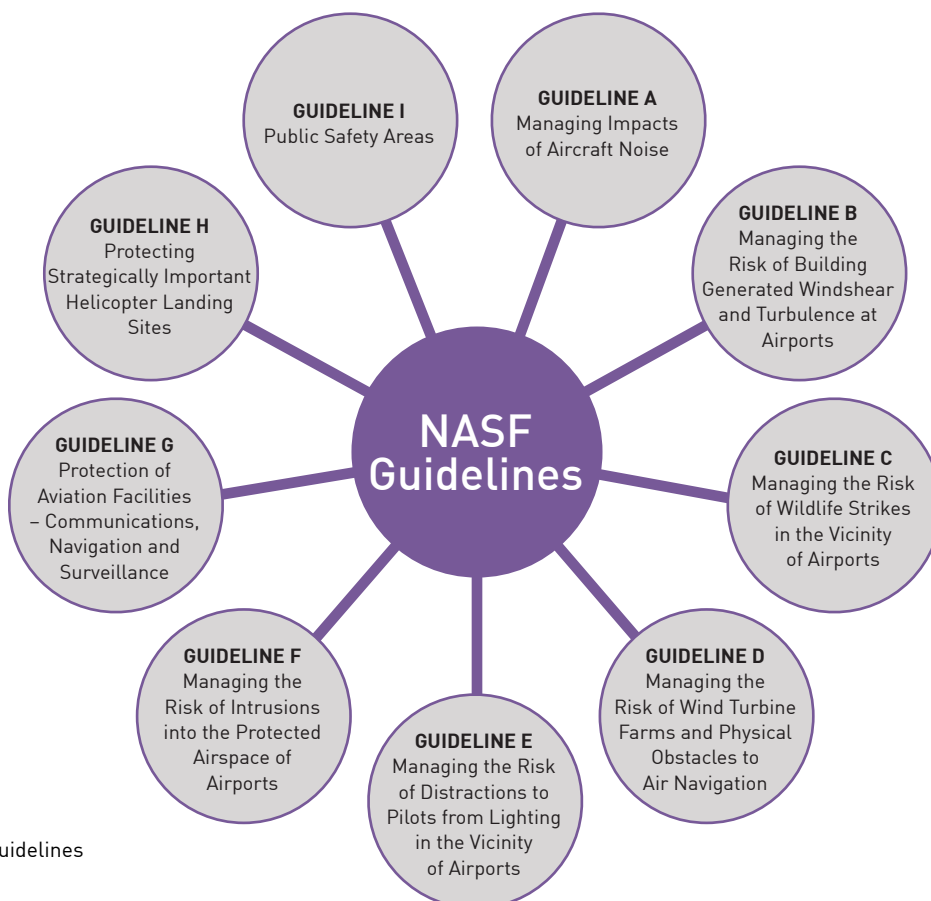 NASF
Guidelines
GUIDELINE A
Managing Impacts
of Aircraft Noise
GUIDELINE B
Managing the
Risk of Building
Generated Windshear
and Turbulence at
Airports
GUIDELINE C
Managing the Risk
of Wildlife Strikes
in the Vicinity
of Airports
GUIDELINE D
Managing the
Risk of Wind Turbine
Farms and Physical
Obstacles to
Air Navigation
GUIDELINE E
Managing the Risk
of Distractions to
Pilots from Lighting
in the Vicinity
of Airports
GUIDELINE F
Managing the
Risk of Intrusions
into the Protected
Airspace of
Airports
GUIDELINE G
Protection of
Aviation Facilities
– Communications,
Navigation and
Surveillance
GUIDELINE H
Protecting
Strategically Important
Helicopter Landing
Sites
GUIDELINE I
Public Safety Areas
uidelines